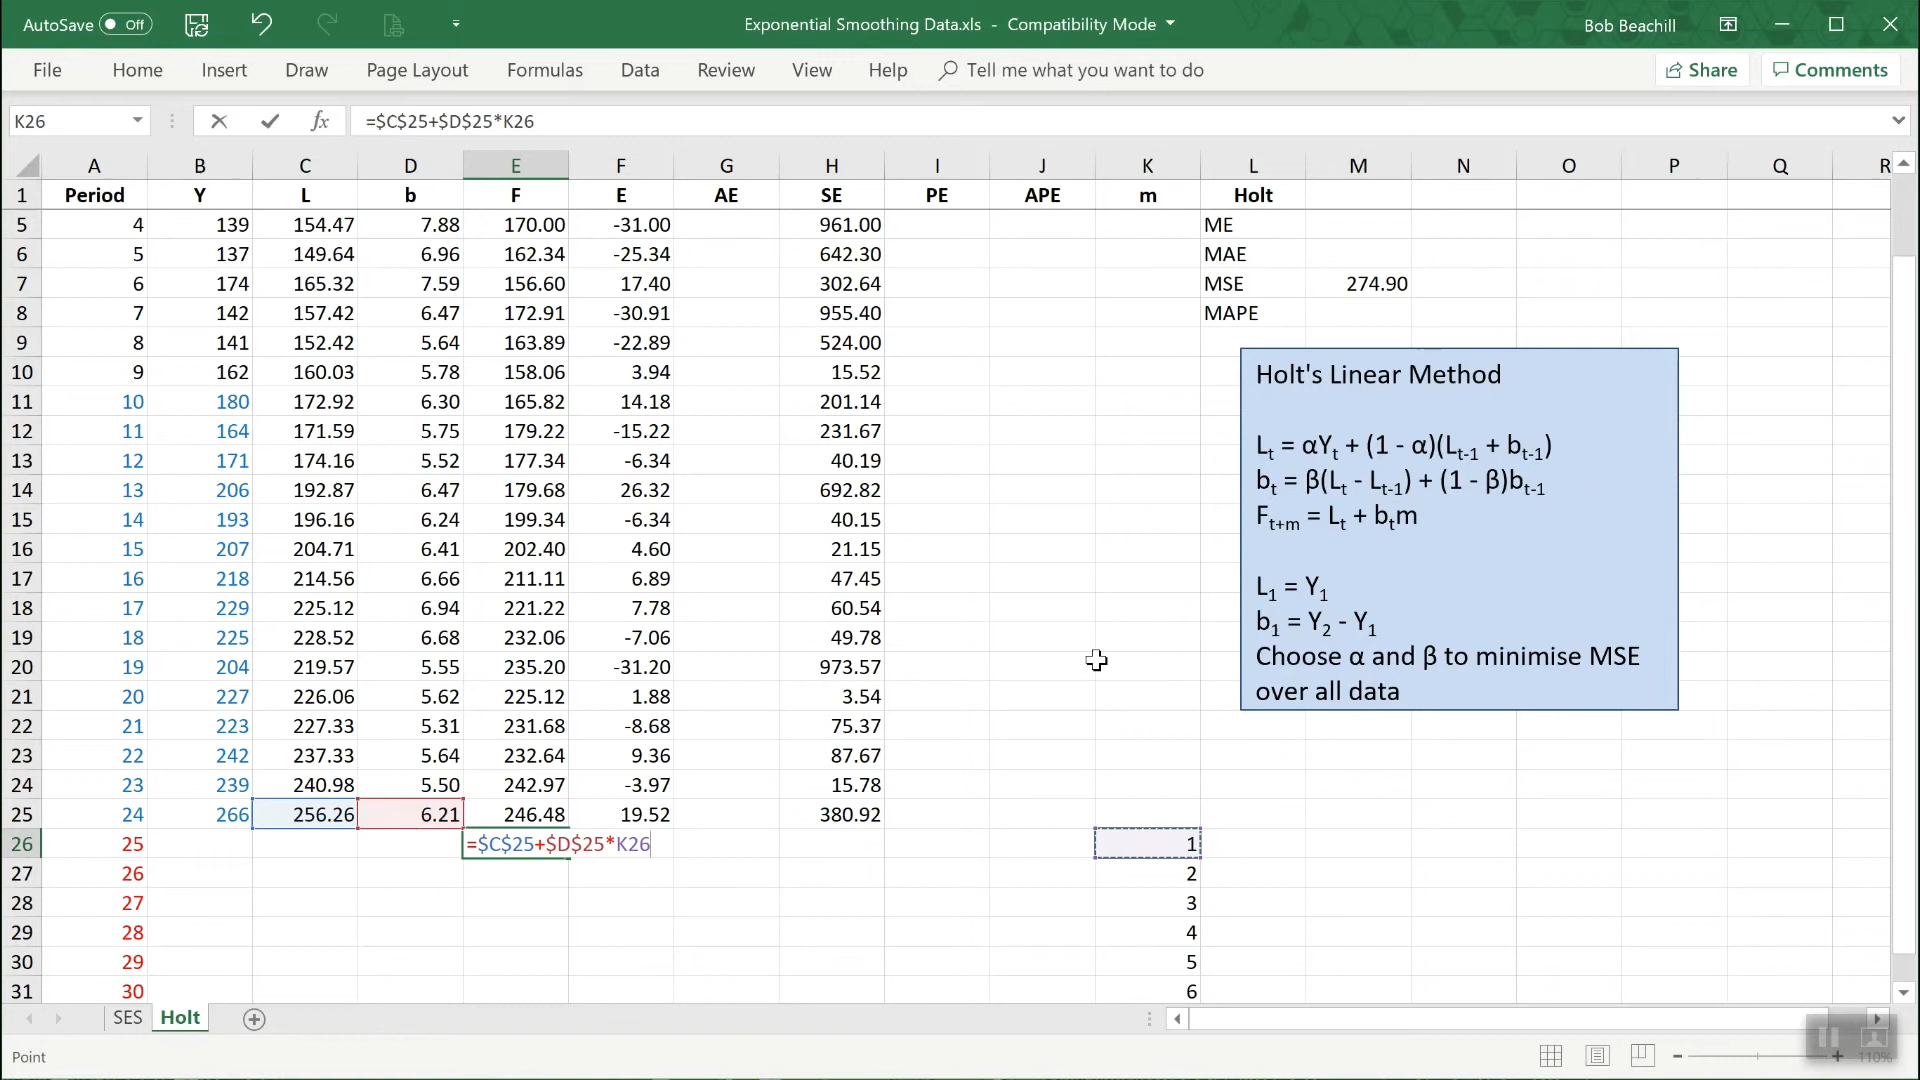 AutoSave Off Exponential Smoothing Data.xls - Compatibility Mode Bob Beachill
File Home Insert Draw Page Layout Formulas Data Review View Help Tell me what you want to do Share Comments
K26 fx =$C$25+$D$25*K26
A B C D E F G H I J K L M N O P Q R
1 Period Y L b F E AE SE PE APE m Holt
5 4 139 154.47 7.88 170.00 -31.00 961.00 ME
6 5 137 149.64 6.96 162.34 -25.34 642.30 MAE
7 6 174 165.32 7.59 156.60 17.40 302.64 MSE 274.90
8 7 142 157.42 6.47 172.91 -30.91 955.40 MAPE
9 8 141 152.42 5.64 163.89 -22.89 524.00
10 9 162 160.03 5.78 158.06 3.94 15.52
11 10 180 172.92 6.30 165.82 14.18 201.14
12 11 164 171.59 5.75 179.22 -15.22 231.67
13 12 171 174.16 5.52 177.34 -6.34 40.19
14 13 206 192.87 6.47 179.68 26.32 692.82
15 14 193 196.16 6.24 199.34 -6.34 40.15
16 15 207 204.71 6.41 202.40 4.60 21.15
17 16 218 214.56 6.66 211.11 6.89 47.45
18 17 229 225.12 6.94 221.22 7.78 60.54
19 18 225 228.52 6.68 232.06 -7.06 49.78
20 19 204 219.57 5.55 235.20 -31.20 973.57
21 20 227 226.06 5.62 225.12 1.88 3.54
22 21 223 227.33 5.31 231.68 -8.68 75.37
23 22 242 237.33 5.64 232.64 9.36 87.67
24 23 239 240.98 5.50 242.97 -3.97 15.78
25 24 266 256.26 6.21 246.48 19.52 380.92
26 25 =$C$25+$D$25*K26 1
27 26 2
28 27 3
29 28 4
30 29 5
31 30 6
Holt's Linear Method
Lt = αYt + (1 - α)(Lt-1 + bt-1)
bt = β(Lt - Lt-1) + (1 - β)bt-1
Ft+m = Lt + btm
L1 = Y1
b1 = Y2 - Y1
Choose α and β to minimise MSE
over all data
SES Holt
Point 110%